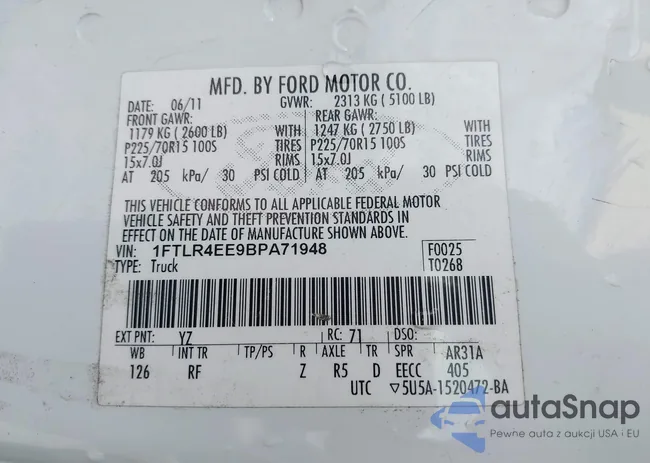 MFD. BY FORD MOTOR CO.
DATE: 06/11 GVWR: 2313 KG ( 5100 LB)
FRONT GAWR: REAR GAWR:
1179 KG ( 2600 LB) WITH 1247 KG ( 2750 LB) WITH
P225/70R15 100S TIRES P225/70R15 100S TIRES
15x7.0J RIMS 15x7.0J RIMS
AT 205 kPa/ 30 PSI COLD AT 205 kPa/ 30 PSI COLD
THIS VEHICLE CONFORMS TO ALL APPLICABLE FEDERAL MOTOR
VEHICLE SAFETY AND THEFT PREVENTION STANDARDS IN
EFFECT ON THE DATE OF MANUFACTURE SHOWN ABOVE.
VIN: 1FTLR4EE9BPA71948 F0025
TYPE: Truck T0268
EXT PNT: YZ RC: 71 DSO:
WB INT TR TP/PS R AXLE TR SPR AR31A
126 RF Z R5 D EECC 405
UTC ▽5U5A-1520472-BA
autaSnap
Pewne auta z aukcji USA i EU